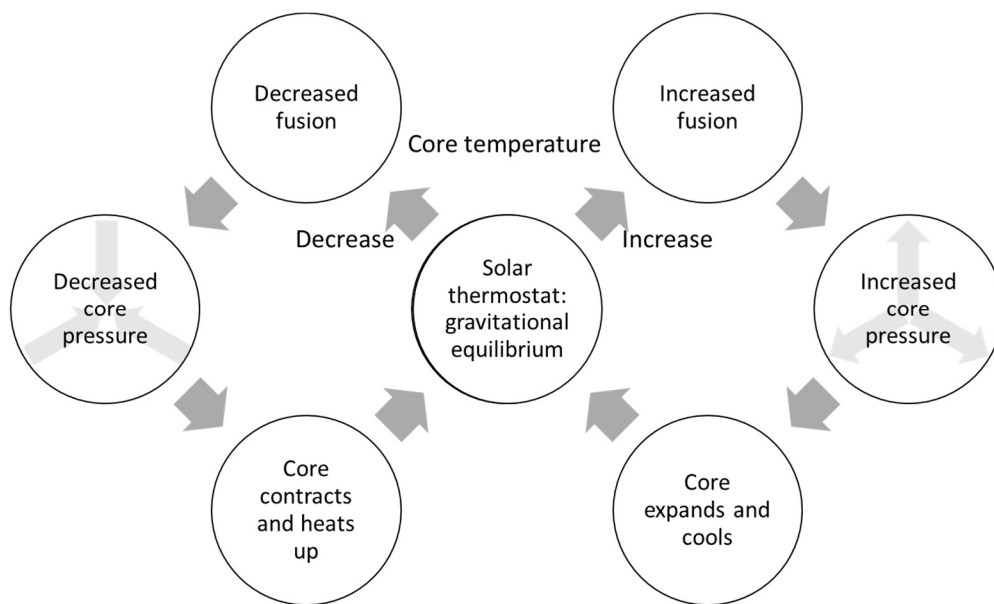 Decreased
fusion
Increased
fusion
Core temperature
Decrease
Increase
Decreased
core
pressure
Solar
thermostat:
gravitational
equilibrium
Increased
core
pressure
Core
contracts
and heats
up
Core
expands and
cools